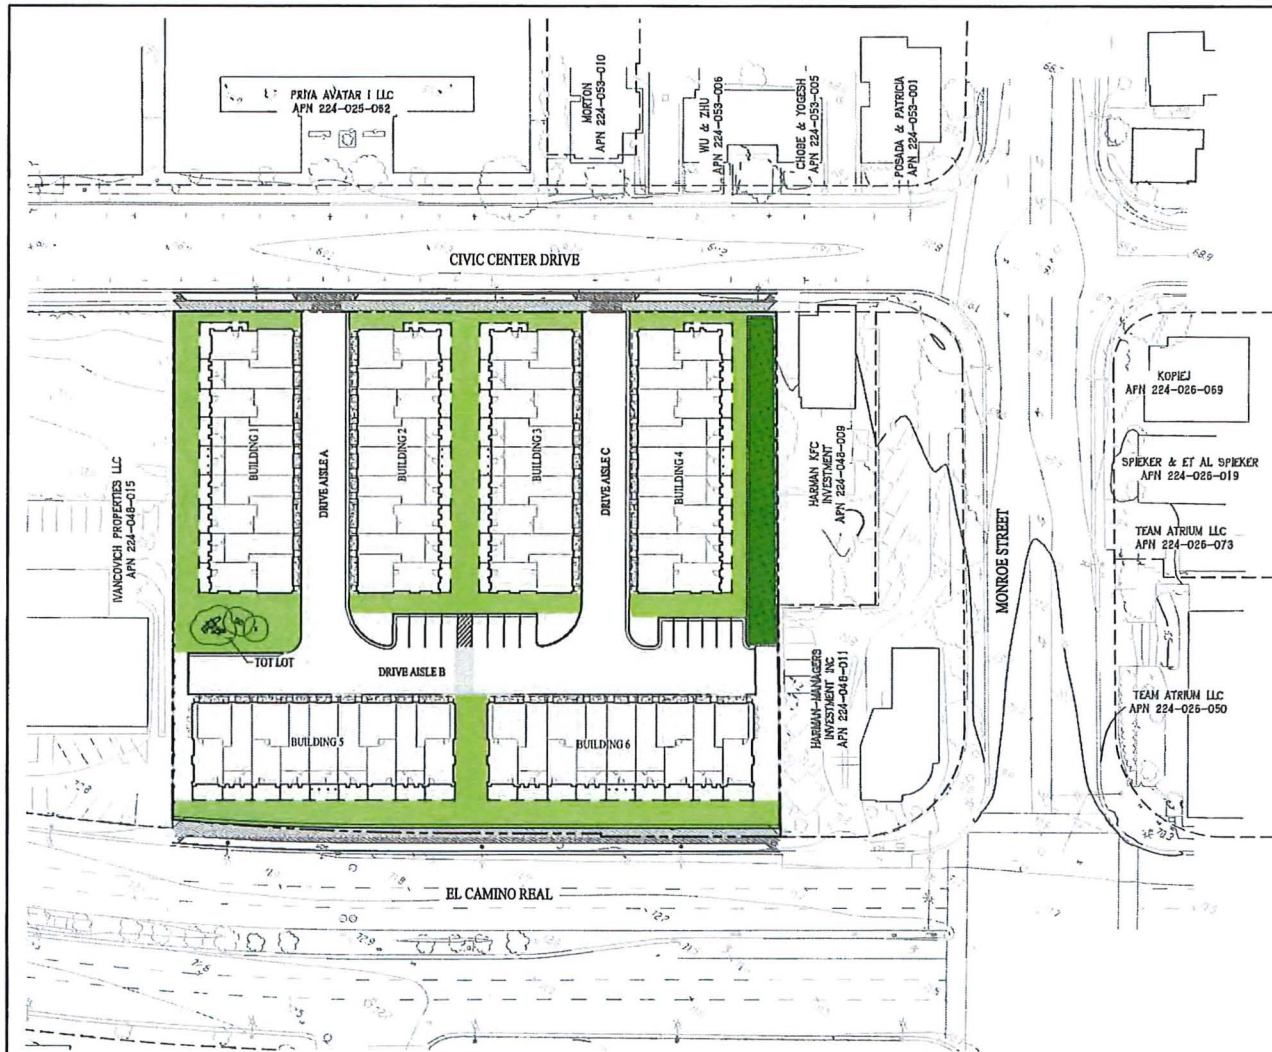 PRIYA AVATAR I LLC
APN 224-025-062
MORTON
APN 224-053-010
WU & ZHU
APN 224-053-006
CHOBE & YOGESH
APN 224-053-005
POSADA & PATRICIA
APN 224-053-001
CIVIC CENTER DRIVE
BUILDING 1
DRIVE AISLE A
BUILDING 2
BUILDING 3
DRIVE AISLE C
BUILDING 4
HARMAN KFC
INVESTMENT
APN 224-048-009
KOPIEJ
APN 224-026-069
SPIEKER & ET AL SPIEKER
APN 224-026-019
TEAM ATRIUM LLC
APN 224-026-073
IVANCOVICH PROPERTIES LLC
APN 224-048-015
MONROE STREET
TOT LOT
DRIVE AISLE B
HARMAN-MANAGERS
INVESTMENT INC
APN 224-048-011
TEAM ATRIUM LLC
APN 224-026-050
BUILDING 5
BUILDING 6
EL CAMINO REAL